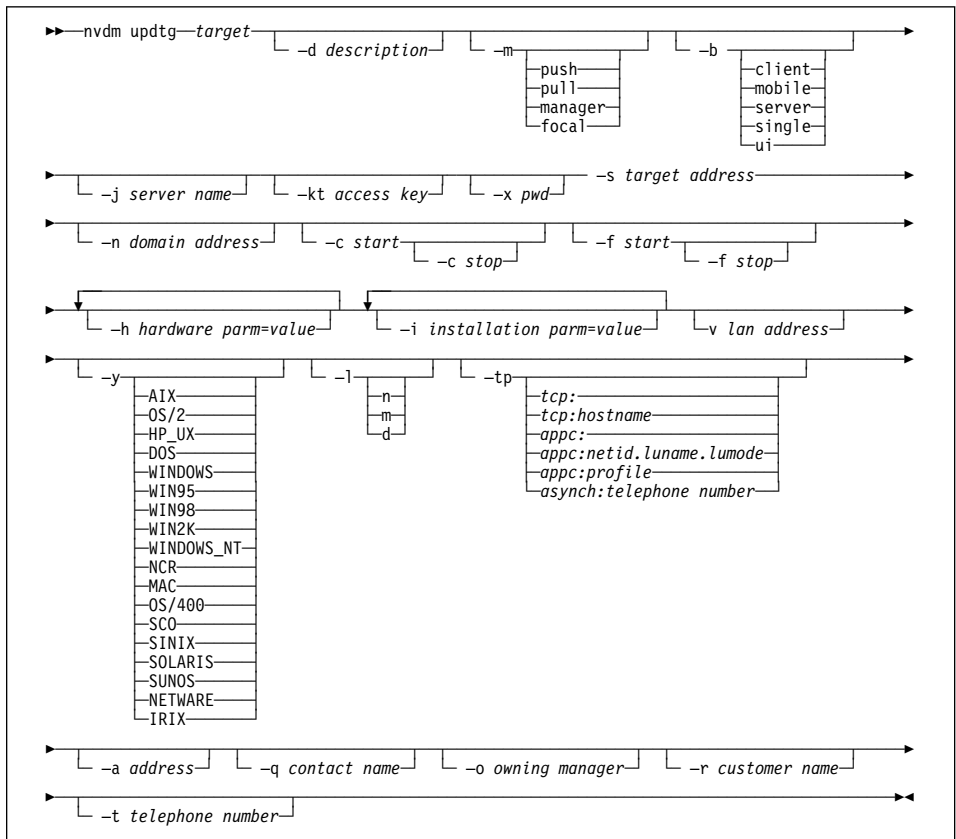 nvdm updtg target
–d description
–m
–b
push
pull
manager
focal
client
mobile
server
single
ui
–j server name
–kt access key
–x pwd
–s target address
–n domain address
–c start
–c stop
–f start
–f stop
–h hardware parm=value
–i installation parm=value
v lan address
–y
–l
–tp
AIX
OS/2
HP_UX
DOS
WINDOWS
WIN95
WIN98
WIN2K
WINDOWS_NT
NCR
MAC
OS/400
SCO
SINIX
SOLARIS
SUNOS
NETWARE
IRIX
n
m
d
tcp:
tcp:hostname
appc:
appc:netid.luname.lumode
appc:profile
asynch:telephone number
–a address
–q contact name
–o owning manager
–r customer name
–t telephone number